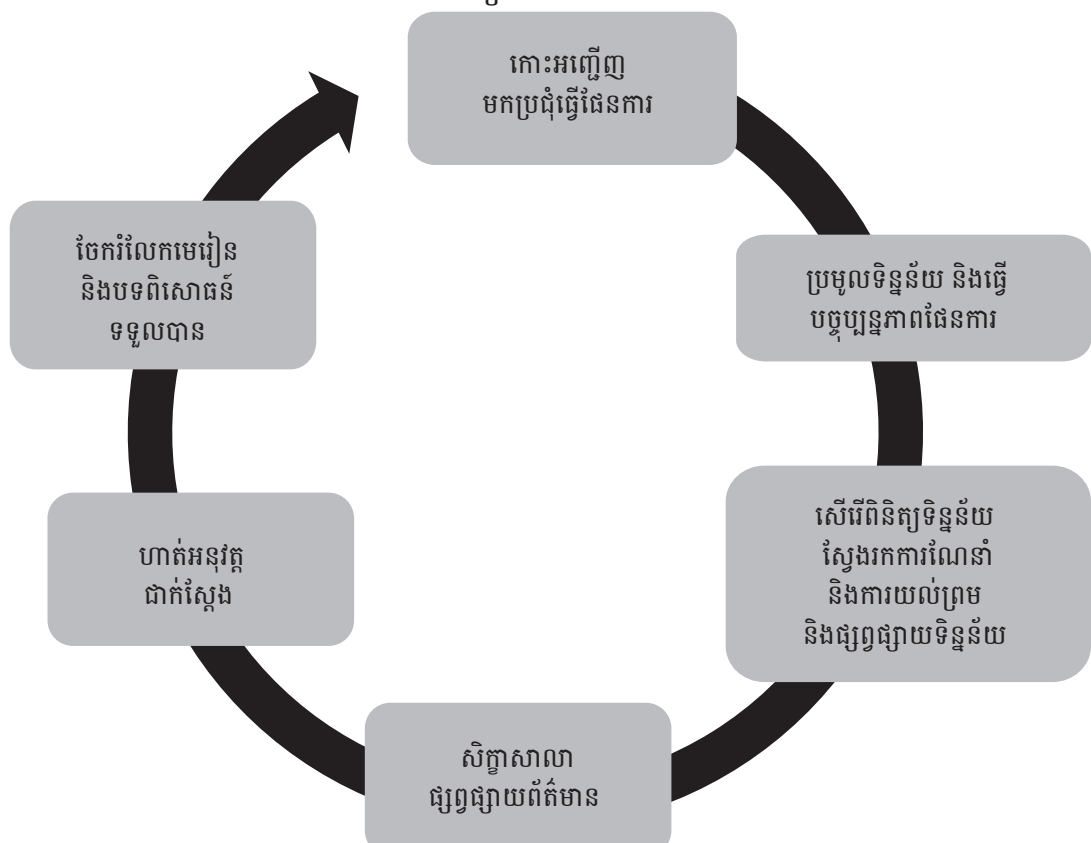 កោះអញ្ជើញ
មកប្រជុំធ្វើផែនការ
ប្រមូលទិន្នន័យ និងធ្វើ
បច្ចុប្បន្នភាពផែនការ
សើរើពិនិត្យទិន្នន័យ
ស្វែងរកការណែនាំ
និងការយល់ព្រម
និងផ្សព្វផ្សាយទិន្នន័យ
សិក្ខាសាលា
ផ្សព្វផ្សាយព័ត៌មាន
ហាត់អនុវត្ត
ជាក់ស្តែង
ចែករំលែកមេរៀន
និងបទពិសោធន៍
ទទួលបាន